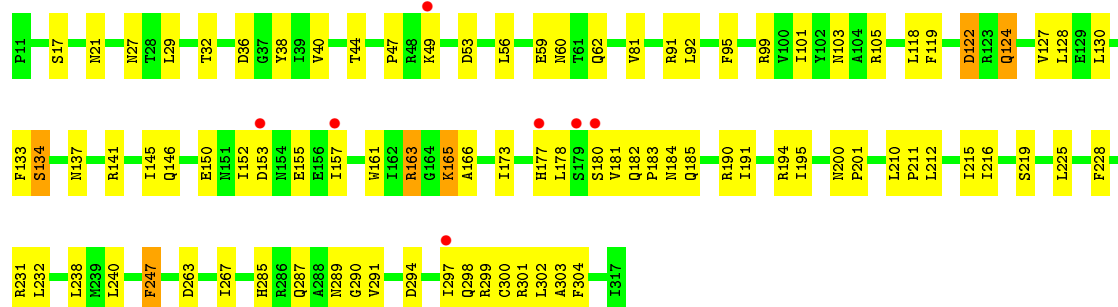 P11 S17 N21 N27 T28 L29 T32 D36 G37 Y38 I39 V40 T44 P47 R48 K49 D53 L56 E59 N60 T61 Q62 V81 R91 L92 F95 R99 V100 I101 Y102 N103 A104 R105 L118 F119 D122 R123 Q124 V127 L128 E129 L130
F133 S134 N137 R141 I145 Q146 E150 N151 I152 D153 N154 E155 E156 I157 W161 I162 R163 G164 K165 A166 I173 H177 L178 S179 S180 V181 Q182 P183 N184 Q185 R190 I191 R194 I195 N200 P201 L210 P211 L212 I215 I216 S219 L225 F228
R231 L232 L238 M239 L240 F247 D263 I267 H285 R286 Q287 A288 N289 G290 V291 D294 I297 Q298 R299 C300 R301 L302 A303 F304 I317